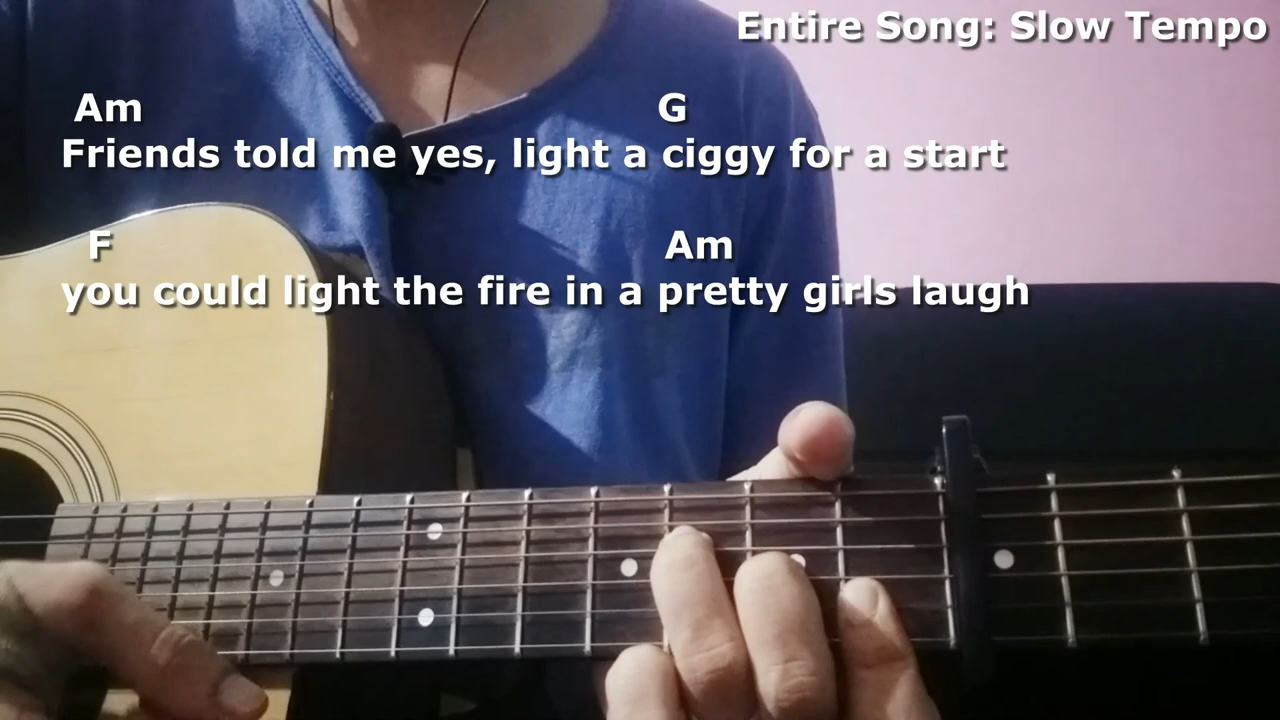 Entire Song: Slow Tempo
Am G
Friends told me yes, light a ciggy for a start
F Am
you could light the fire in a pretty girls laugh